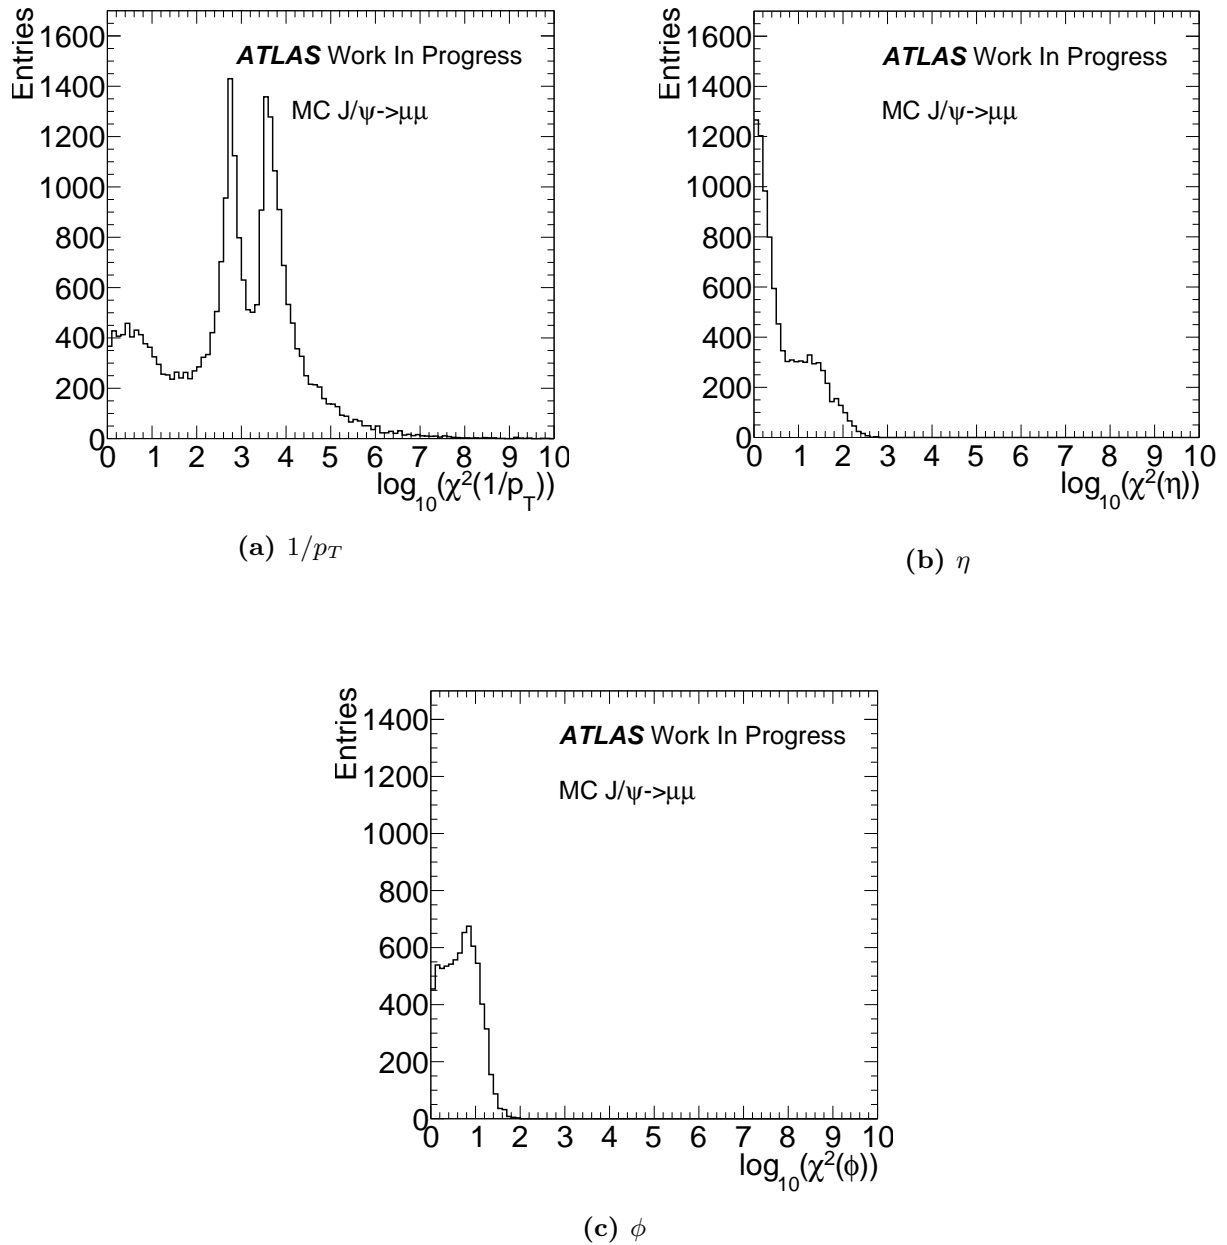 Entries
1600
1400
1200
1000
800
600
400
200
0
ATLAS Work In Progress
MC J/ψ->μμ
0 1 2 3 4 5 6 7 8 9 10
log₁₀(χ²(1/p_T))
(a) 1/p_T
Entries
1600
1400
1200
1000
800
600
400
200
0
ATLAS Work In Progress
MC J/ψ->μμ
0 1 2 3 4 5 6 7 8 9 10
log₁₀(χ²(η))
(b) η
Entries
1400
1200
1000
800
600
400
200
0
ATLAS Work In Progress
MC J/ψ->μμ
0 1 2 3 4 5 6 7 8 9 10
log₁₀(χ²(ϕ))
(c) ϕ